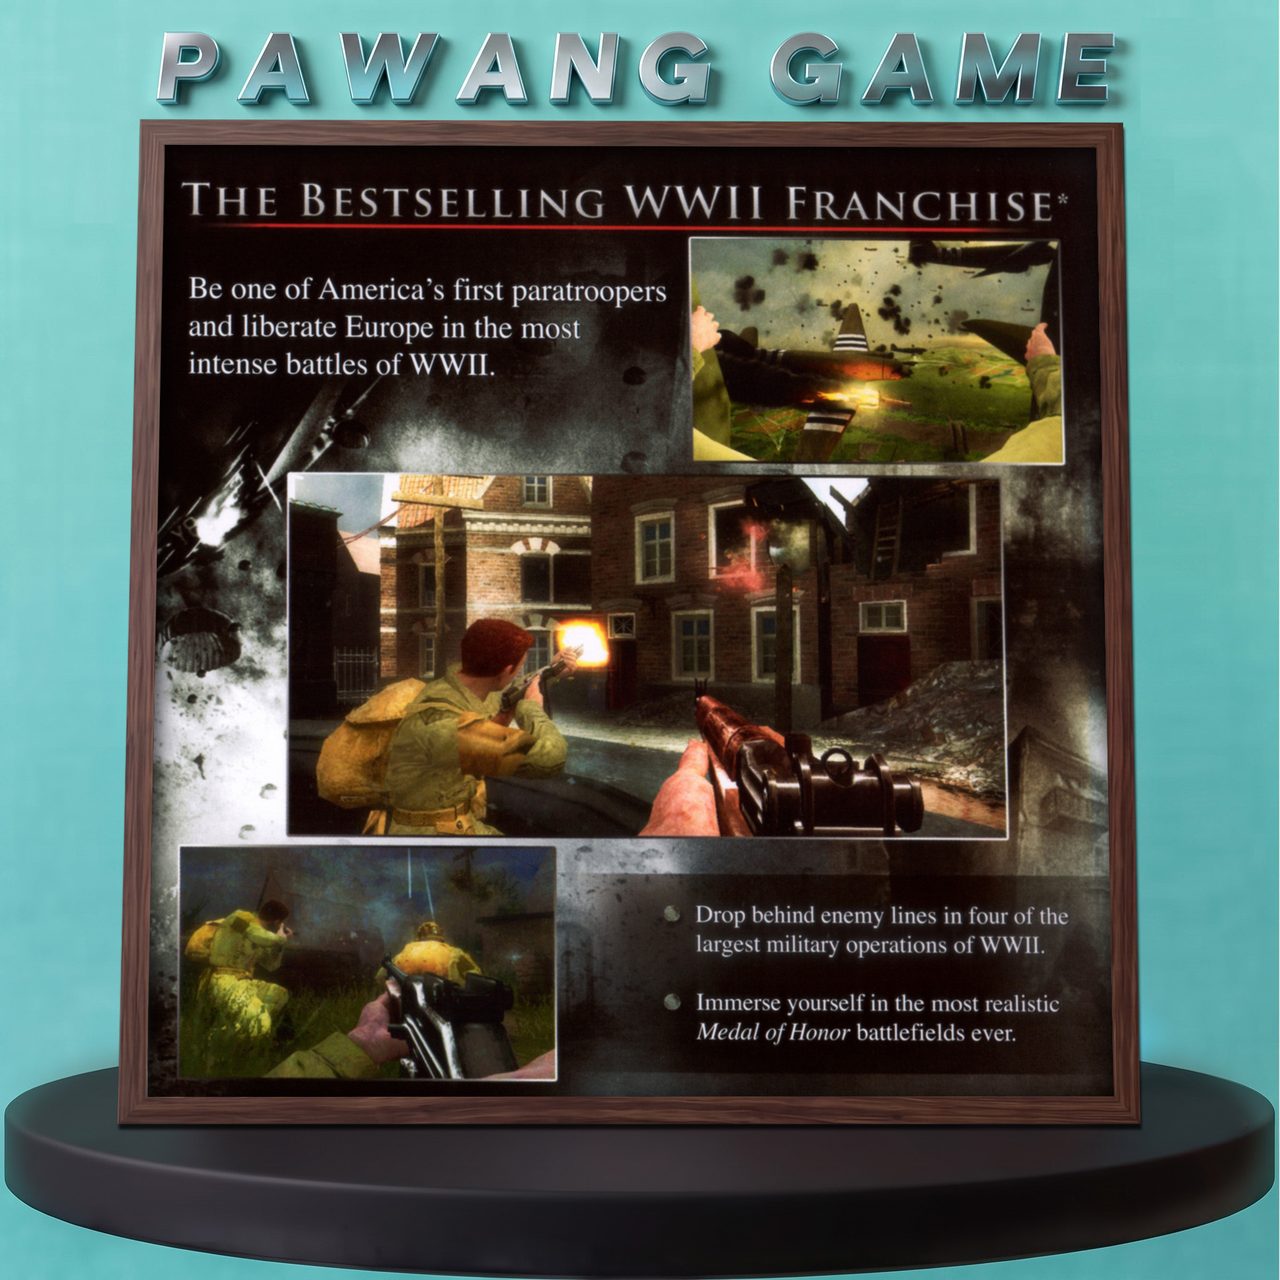 PAWANG GAME
THE BESTSELLING WWII FRANCHISE*
Be one of America's first paratroopers
and liberate Europe in the most
intense battles of WWII.
Drop behind enemy lines in four of the
largest military operations of WWII.
Immerse yourself in the most realistic
Medal of Honor battlefields ever.